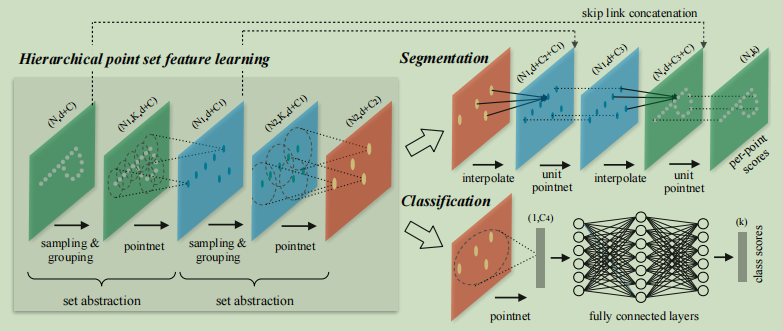 skip link concatenation
Hierarchical point set feature learning
Segmentation
(N,d+C)
(N1,K,d+C)
(N1,d+C1)
(N2,K,d+C1)
(N2,d+C2)
(N1,d+C2+C1)
(N1,d+C3)
(N,d+C3+C)
(N,k)
per-point
scores
interpolate
unit
pointnet
interpolate
unit
pointnet
sampling &
grouping
pointnet
sampling &
grouping
pointnet
set abstraction
set abstraction
Classification
(1,C4)
(k)
class scores
pointnet
fully connected layers